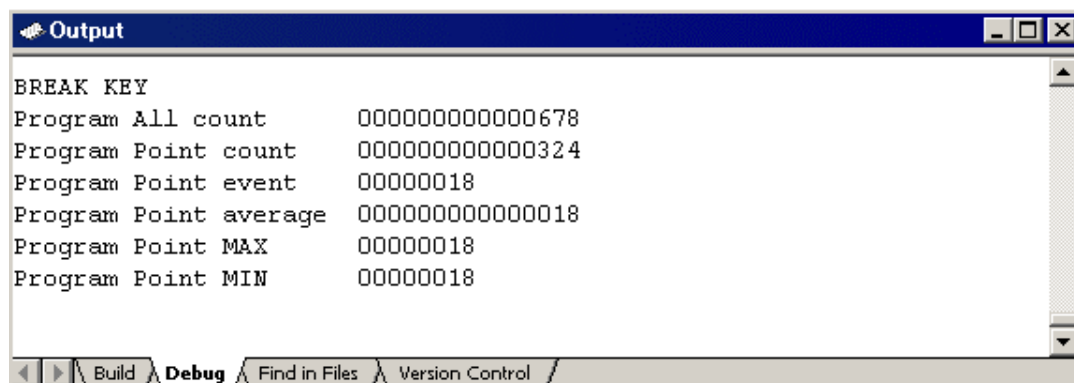 Output
BREAK KEY
Program All count 000000000000678
Program Point count 000000000000324
Program Point event 00000018
Program Point average 000000000000018
Program Point MAX 00000018
Program Point MIN 00000018
Build Debug Find in Files Version Control